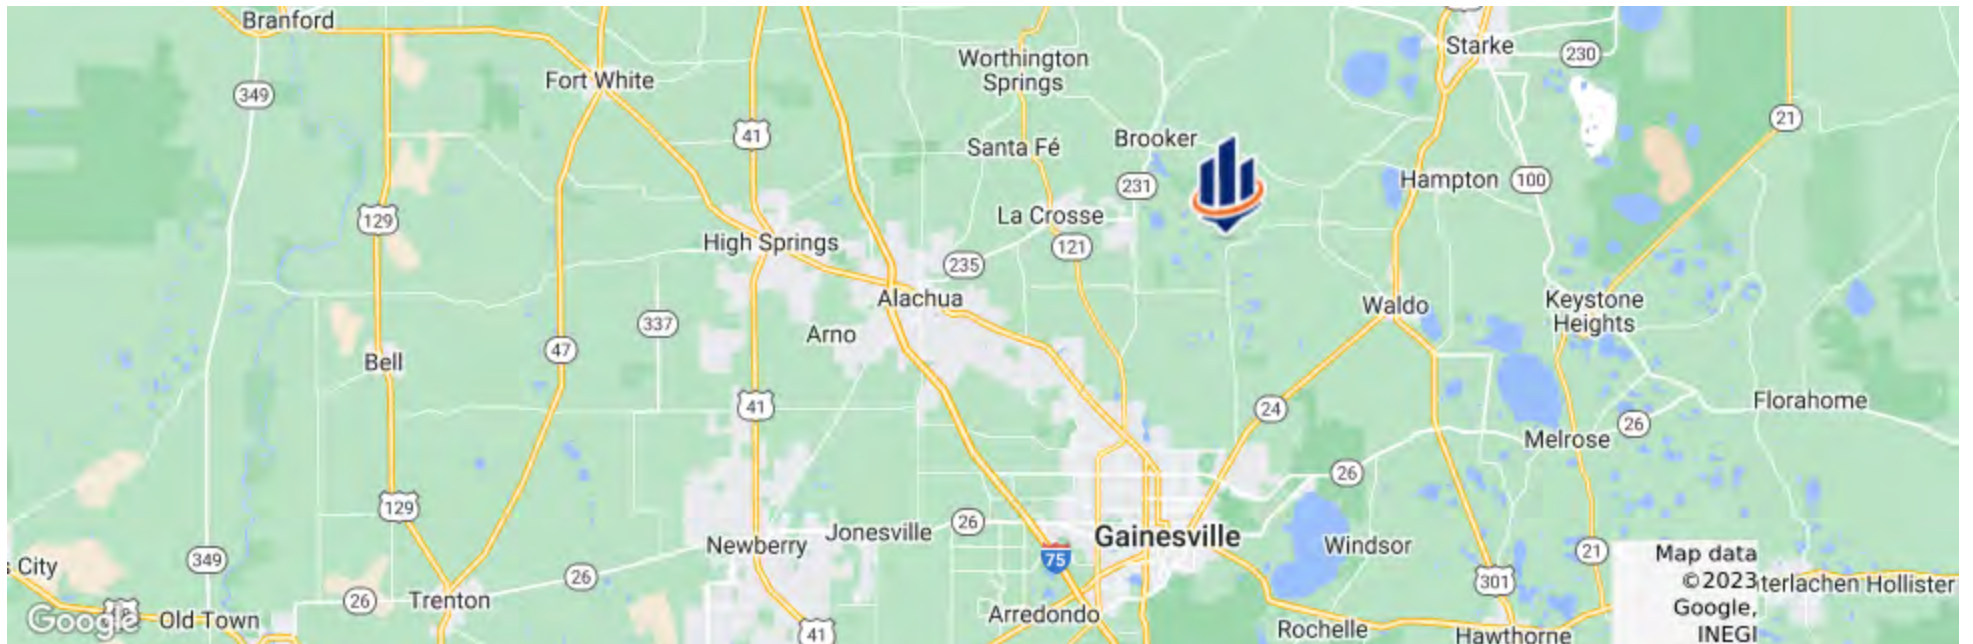 Branford
Starke
230
Worthington
Springs
Fort White
349
21
41
Brooker
Santa Fé
Hampton
100
231
129
La Crosse
High Springs
121
235
Alachua
Waldo
Keystone
Heights
337
Arno
47
Bell
Florahome
41
24
26
Melrose
26
129
26
Jonesville
Gainesville
Newberry
Windsor
75
21
Map data
©2023
Google,
INEGI
349
City
26
301
terlachen Hollister
26
Trenton
Google
Old Town
Arredondo
41
Rochelle
Hawthorne